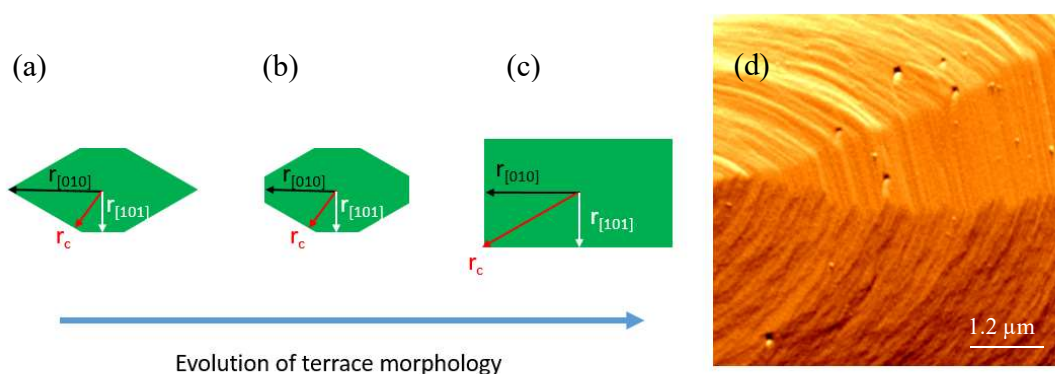 (a)
(b)
(c)
(d)
r[010]
r[101]
rc
r[010]
r[101]
rc
r[010]
r[101]
rc
1.2 µm
Evolution of terrace morphology